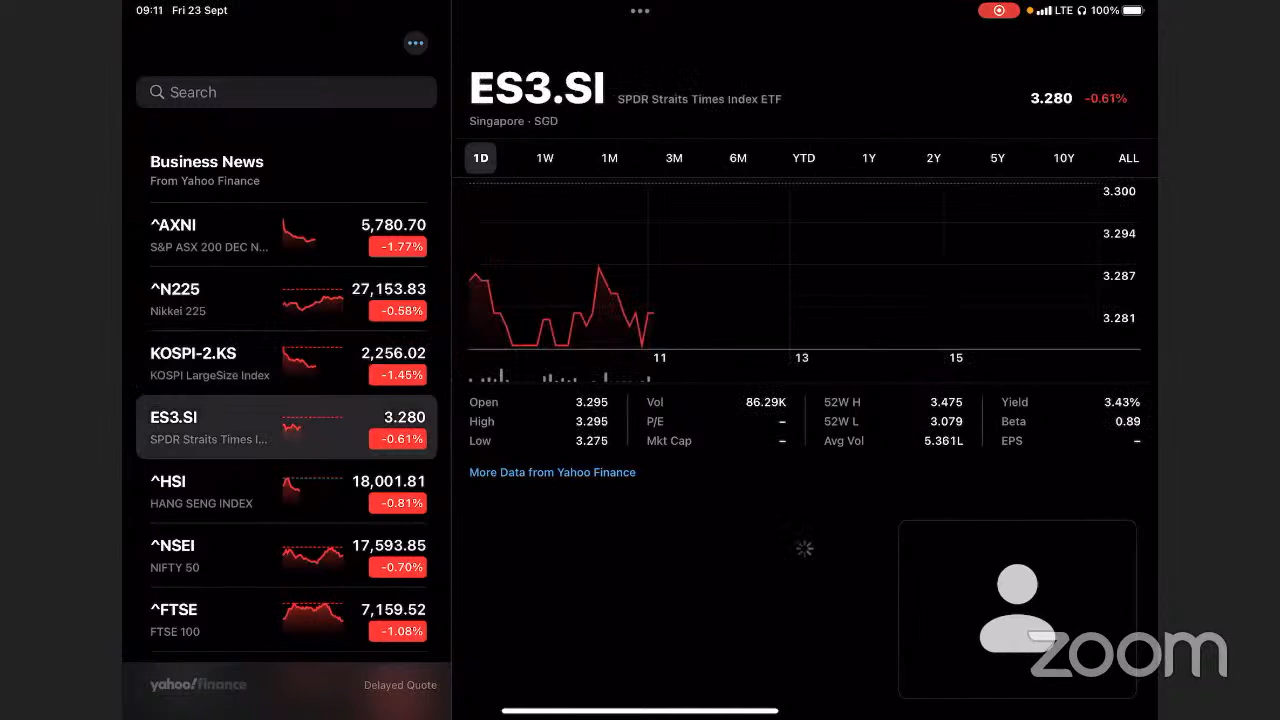 09:11 Fri 23 Sept
LTE 100%
Search
Business News
From Yahoo Finance
^AXNI 5,780.70
S&P ASX 200 DEC N... -1.77%
^N225 27,153.83
Nikkei 225 -0.58%
KOSPI-2.KS 2,256.02
KOSPI LargeSize Index -1.45%
ES3.SI 3.280
SPDR Straits Times I... -0.61%
^HSI 18,001.81
HANG SENG INDEX -0.81%
^NSEI 17,593.85
NIFTY 50 -0.70%
^FTSE 7,159.52
FTSE 100 -1.08%
yahoo!finance Delayed Quote
ES3.SI SPDR Straits Times Index ETF 3.280 -0.61%
Singapore · SGD
1D 1W 1M 3M 6M YTD 1Y 2Y 5Y 10Y ALL
3.300
3.294
3.287
3.281
11 13 15
Open 3.295 Vol 86.29K 52W H 3.475 Yield 3.43%
High 3.295 P/E – 52W L 3.079 Beta 0.89
Low 3.275 Mkt Cap – Avg Vol 5.361L EPS –
More Data from Yahoo Finance
zoom